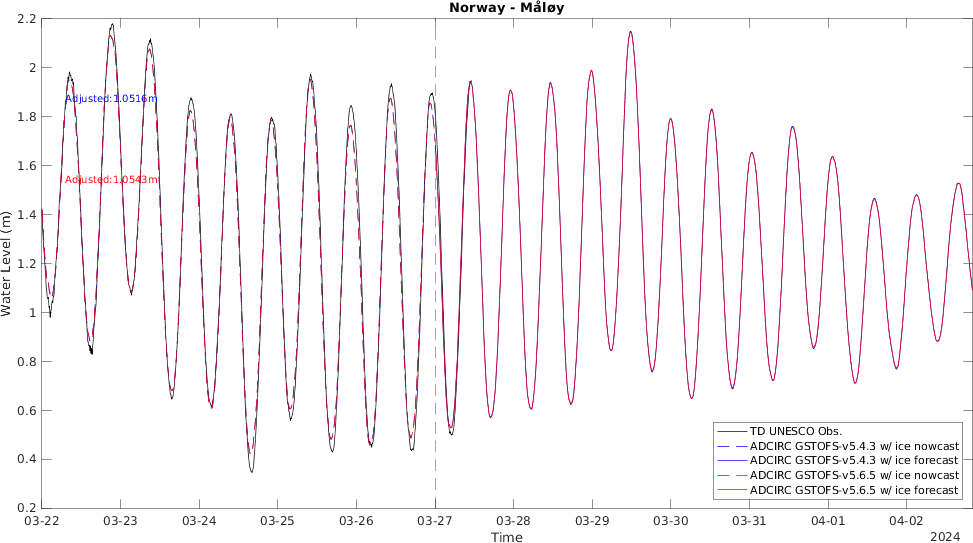 Norway - Måløy
2.2
2
1.8
1.6
1.4
1.2
1
0.8
0.6
0.4
0.2
Water Level (m)
Adjusted:1.0516m
Adjusted:1.0543m
TD UNESCO Obs.
ADCIRC GSTOFS-v5.4.3 w/ ice nowcast
ADCIRC GSTOFS-v5.4.3 w/ ice forecast
ADCIRC GSTOFS-v5.6.5 w/ ice nowcast
ADCIRC GSTOFS-v5.6.5 w/ ice forecast
03-22 03-23 03-24 03-25 03-26 03-27 03-28 03-29 03-30 03-31 04-01 04-02
Time
2024